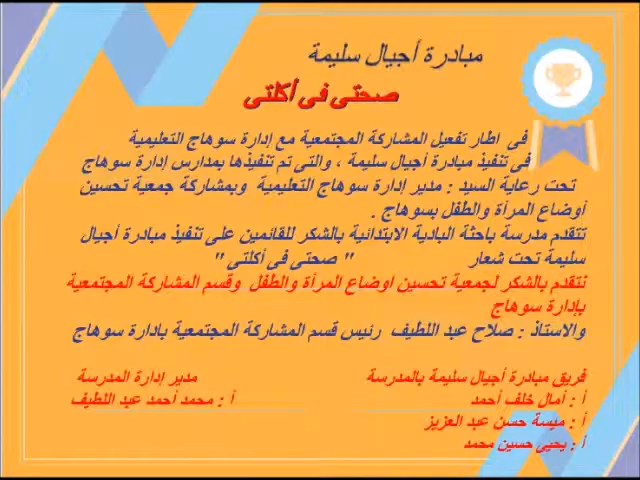 مبادرة أجيال سليمة
صحتى فى أكلتى
فى اطار تفعيل المشاركة المجتمعية مع إدارة سوهاج التعليمية
فى تنفيذ مبادرة أجيال سليمة ، والتى تم تنفيذها بمدارس إدارة سوهاج
تحت رعاية السيد : مدير إدارة سوهاج التعليمية وبمشاركة جمعية تحسين
أوضاع المرأة والطفل بسوهاج .
تتقدم مدرسة باحثة البادية الابتدائية بالشكر للقائمين على تنفيذ مبادرة أجيال
سليمة تحت شعار " صحتى فى أكلتى "
نتقدم بالشكر لجمعية تحسين اوضاع المرأة والطفل وقسم المشاركة المجتمعية
بإدارة سوهاج
والاستاذ : صلاح عبد اللطيف رئيس قسم المشاركة المجتمعية بادارة سوهاج
فريق مبادرة أجيال سليمة بالمدرسة مدير إدارة المدرسة
أ : أمال خلف أحمد أ : محمد أحمد عبد اللطيف
أ : ميسة حسن عبد العزيز
أ : يحيى حسين محمد